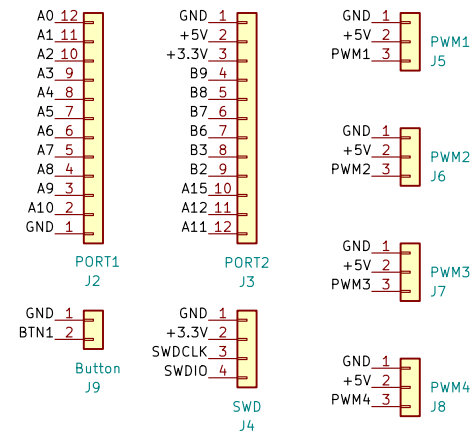 A0 12
A1 11
A2 10
A3 9
A4 8
A5 7
A6 6
A7 5
A8 4
A9 3
A10 2
GND 1
PORT1
J2
GND 1
+5V 2
+3.3V 3
B9 4
B8 5
B7 6
B6 7
B3 8
B2 9
A15 10
A12 11
A11 12
PORT2
J3
GND 1
+5V 2
PWM1 3
PWM1
J5
GND 1
+5V 2
PWM2 3
PWM2
J6
GND 1
+5V 2
PWM3 3
PWM3
J7
GND 1
BTN1 2
Button
J9
GND 1
+3.3V 2
SWDCLK 3
SWDIO 4
SWD
J4
GND 1
+5V 2
PWM4 3
PWM4
J8